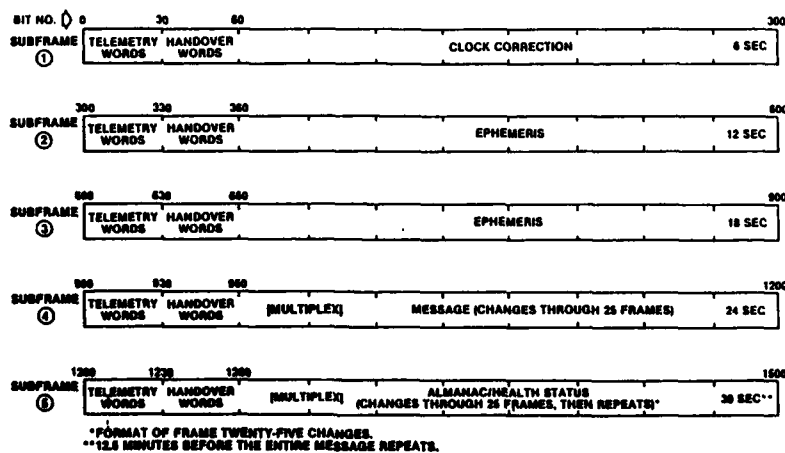 BIT NO. 0 30 60 300
SUBFRAME ① TELEMETRY WORDS HANDOVER WORDS CLOCK CORRECTION 6 SEC
300 330 360 600
SUBFRAME ② TELEMETRY WORDS HANDOVER WORDS EPHEMERIS 12 SEC
600 630 660 900
SUBFRAME ③ TELEMETRY WORDS HANDOVER WORDS EPHEMERIS 18 SEC
900 930 960 1200
SUBFRAME ④ TELEMETRY WORDS HANDOVER WORDS [MULTIPLEX] MESSAGE (CHANGES THROUGH 25 FRAMES) 24 SEC
1200 1230 1260 1500
SUBFRAME ⑤ TELEMETRY WORDS HANDOVER WORDS [MULTIPLEX] ALMANAC/HEALTH STATUS (CHANGES THROUGH 25 FRAMES, THEN REPEATS)* 30 SEC**
*FORMAT OF FRAME TWENTY-FIVE CHANGES.
**12.5 MINUTES BEFORE THE ENTIRE MESSAGE REPEATS.